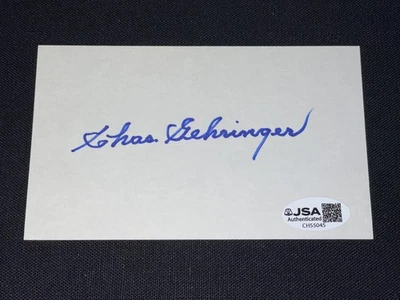 Chas. Gehringer
JSA
Authenticated
CH55045